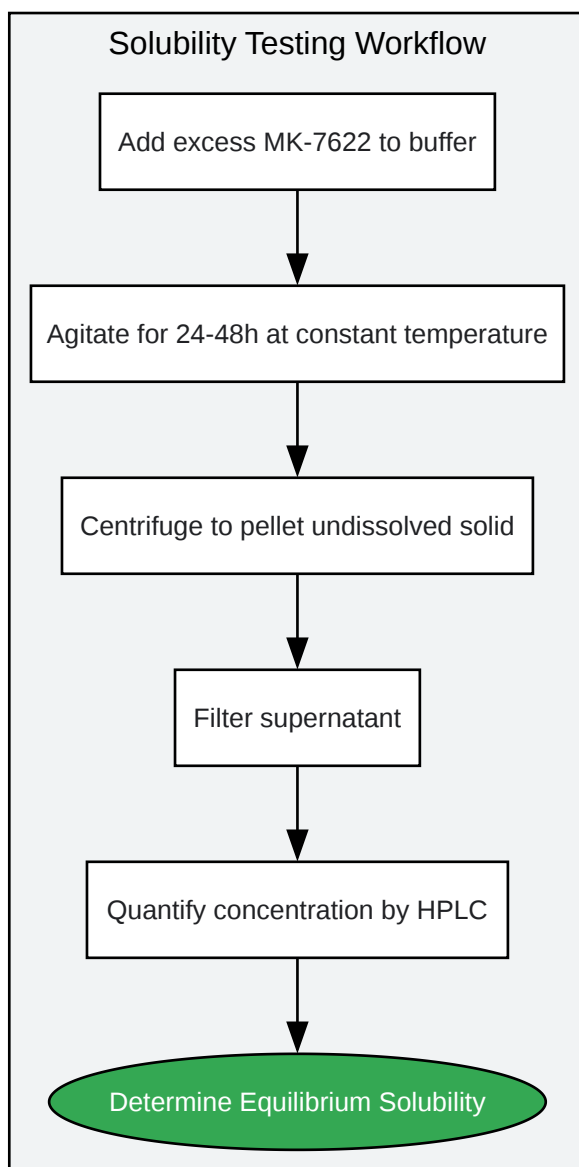 Solubility Testing Workflow
Add excess MK-7622 to buffer
Agitate for 24-48h at constant temperature
Centrifuge to pellet undissolved solid
Filter supernatant
Quantify concentration by HPLC
Determine Equilibrium Solubility